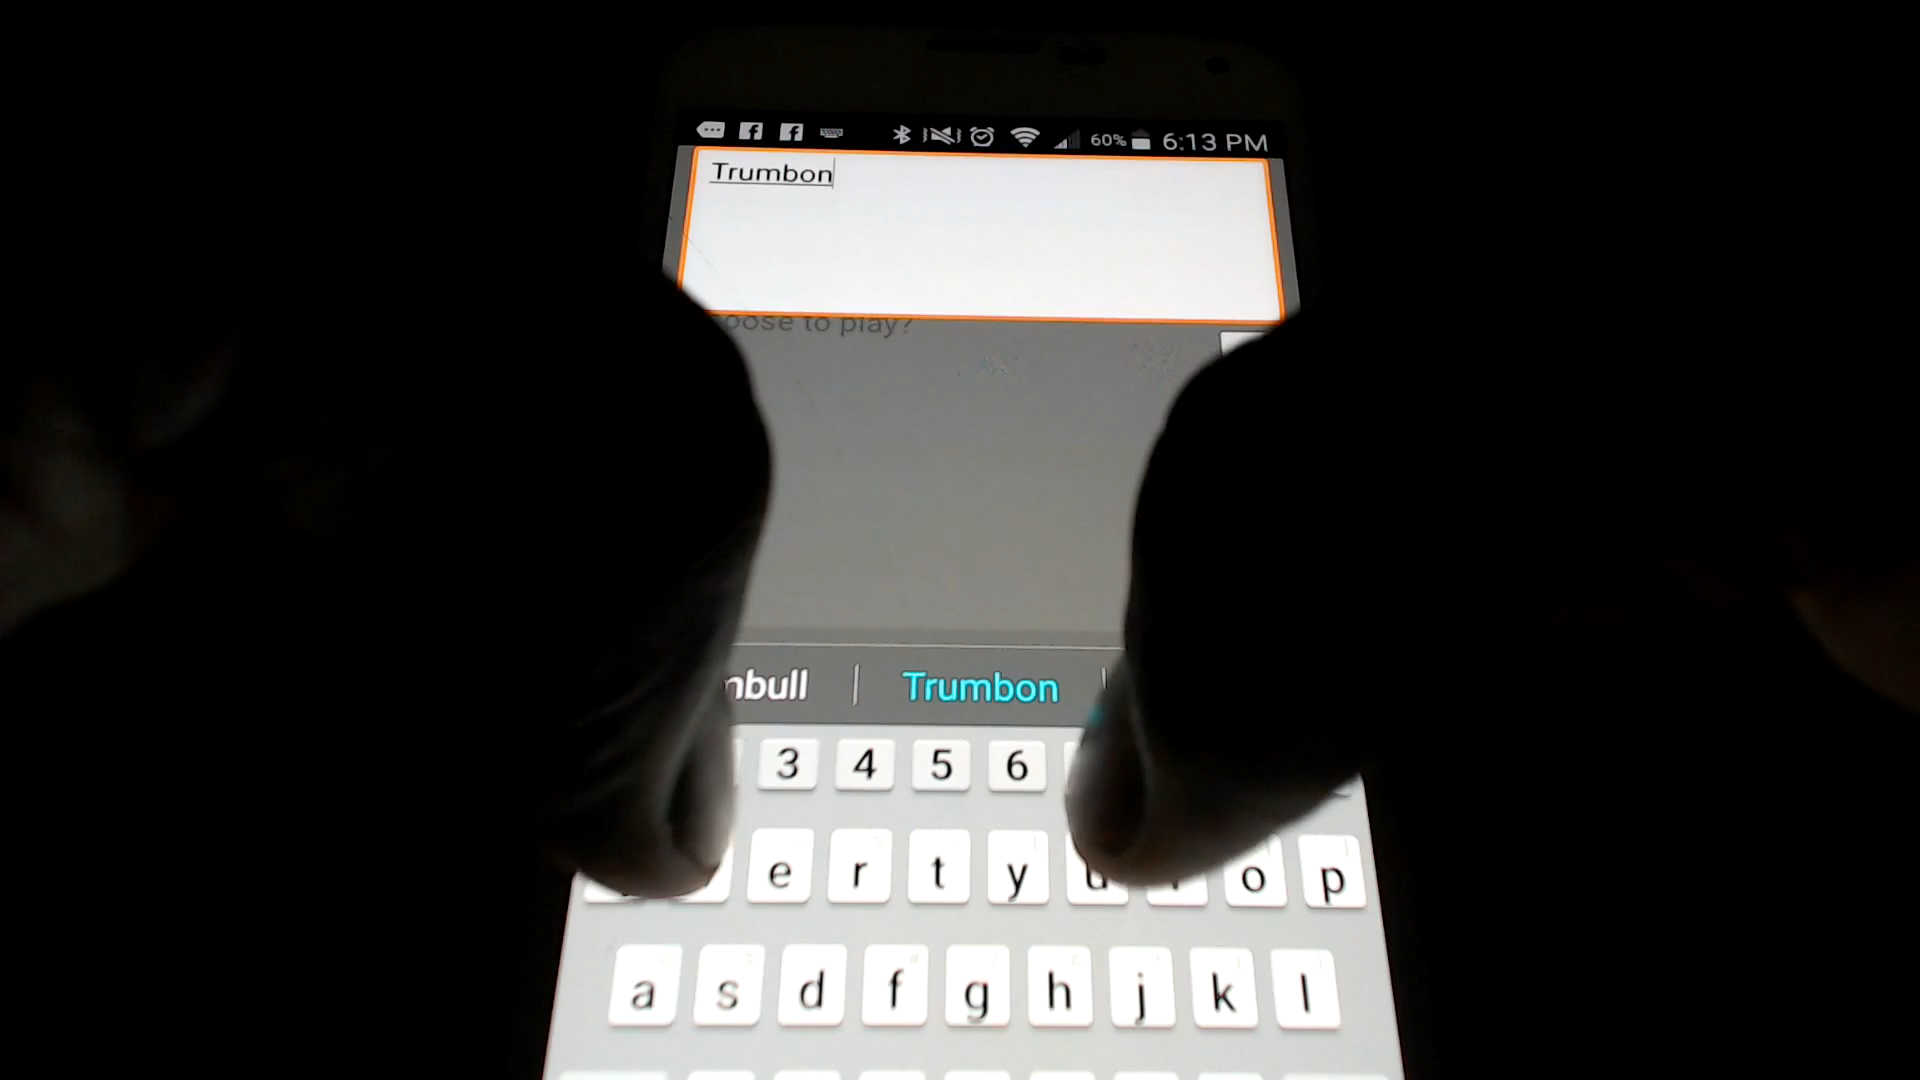 60% 6:13 PM
Trumbon
oose to play?
nbull Trumbon
3 4 5 6
e r t y u o p
a s d f g h j k l